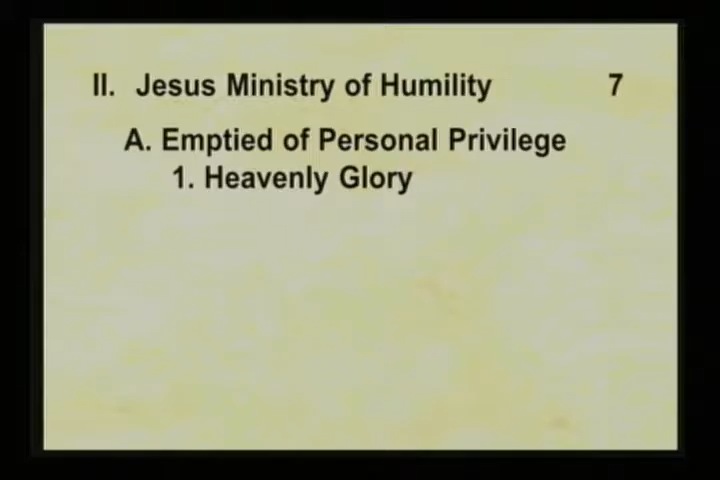 II. Jesus Ministry of Humility 7
A. Emptied of Personal Privilege
1. Heavenly Glory